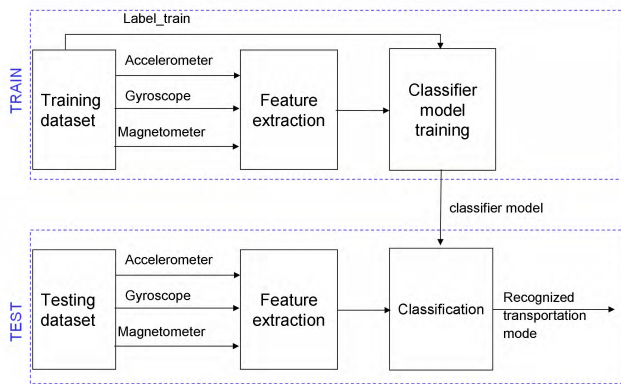 Label_train
TRAIN
Training
dataset
Accelerometer
Gyroscope
Magnetometer
Feature
extraction
Classifier
model
training
classifier model
TEST
Testing
dataset
Accelerometer
Gyroscope
Magnetometer
Feature
extraction
Classification
Recognized
transportation
mode